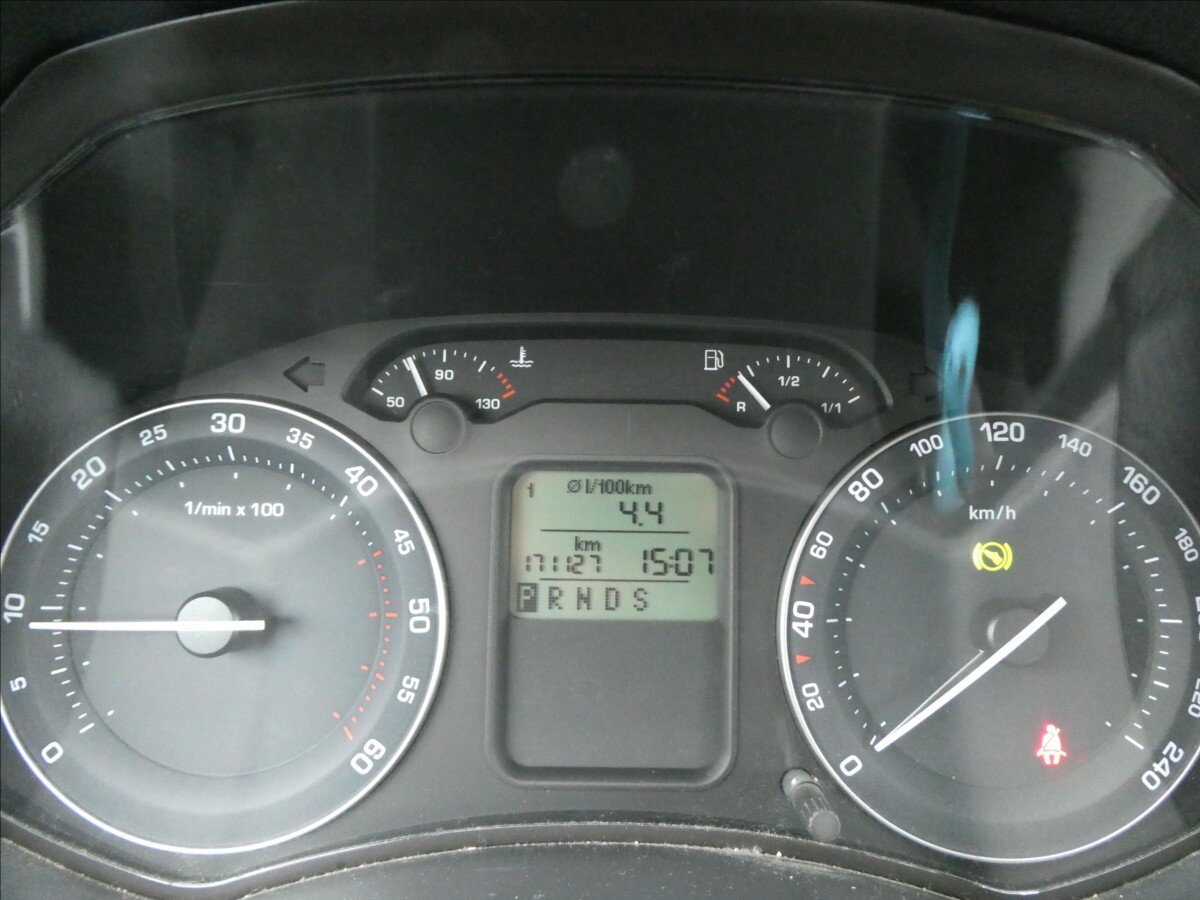 50 90 130
R 1/2 1/1
0 5 10 15 20 25 30 35 40 45 50 55 60
1/min x 100
1 Ø l/100km
4.4
km
171127 15:07
P R N D S
0 20 40 60 80 100 120 140 160 180 220 240
km/h